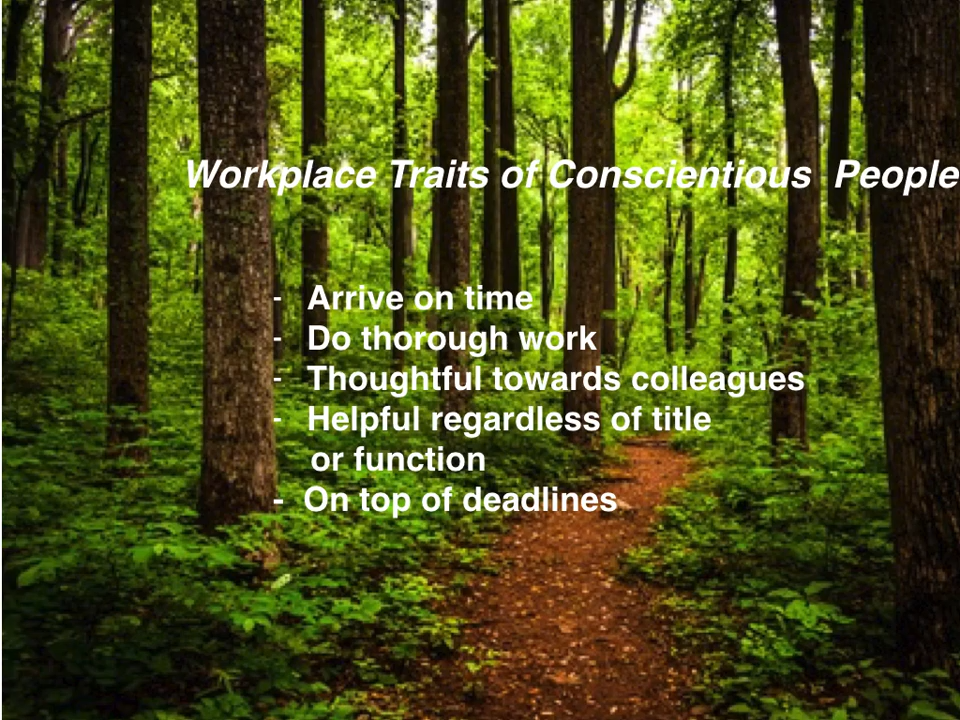 Workplace Traits of Conscientious  People
- Arrive on time
- Do thorough work
- Thoughtful towards colleagues
- Helpful regardless of title
or function
- On top of deadlines